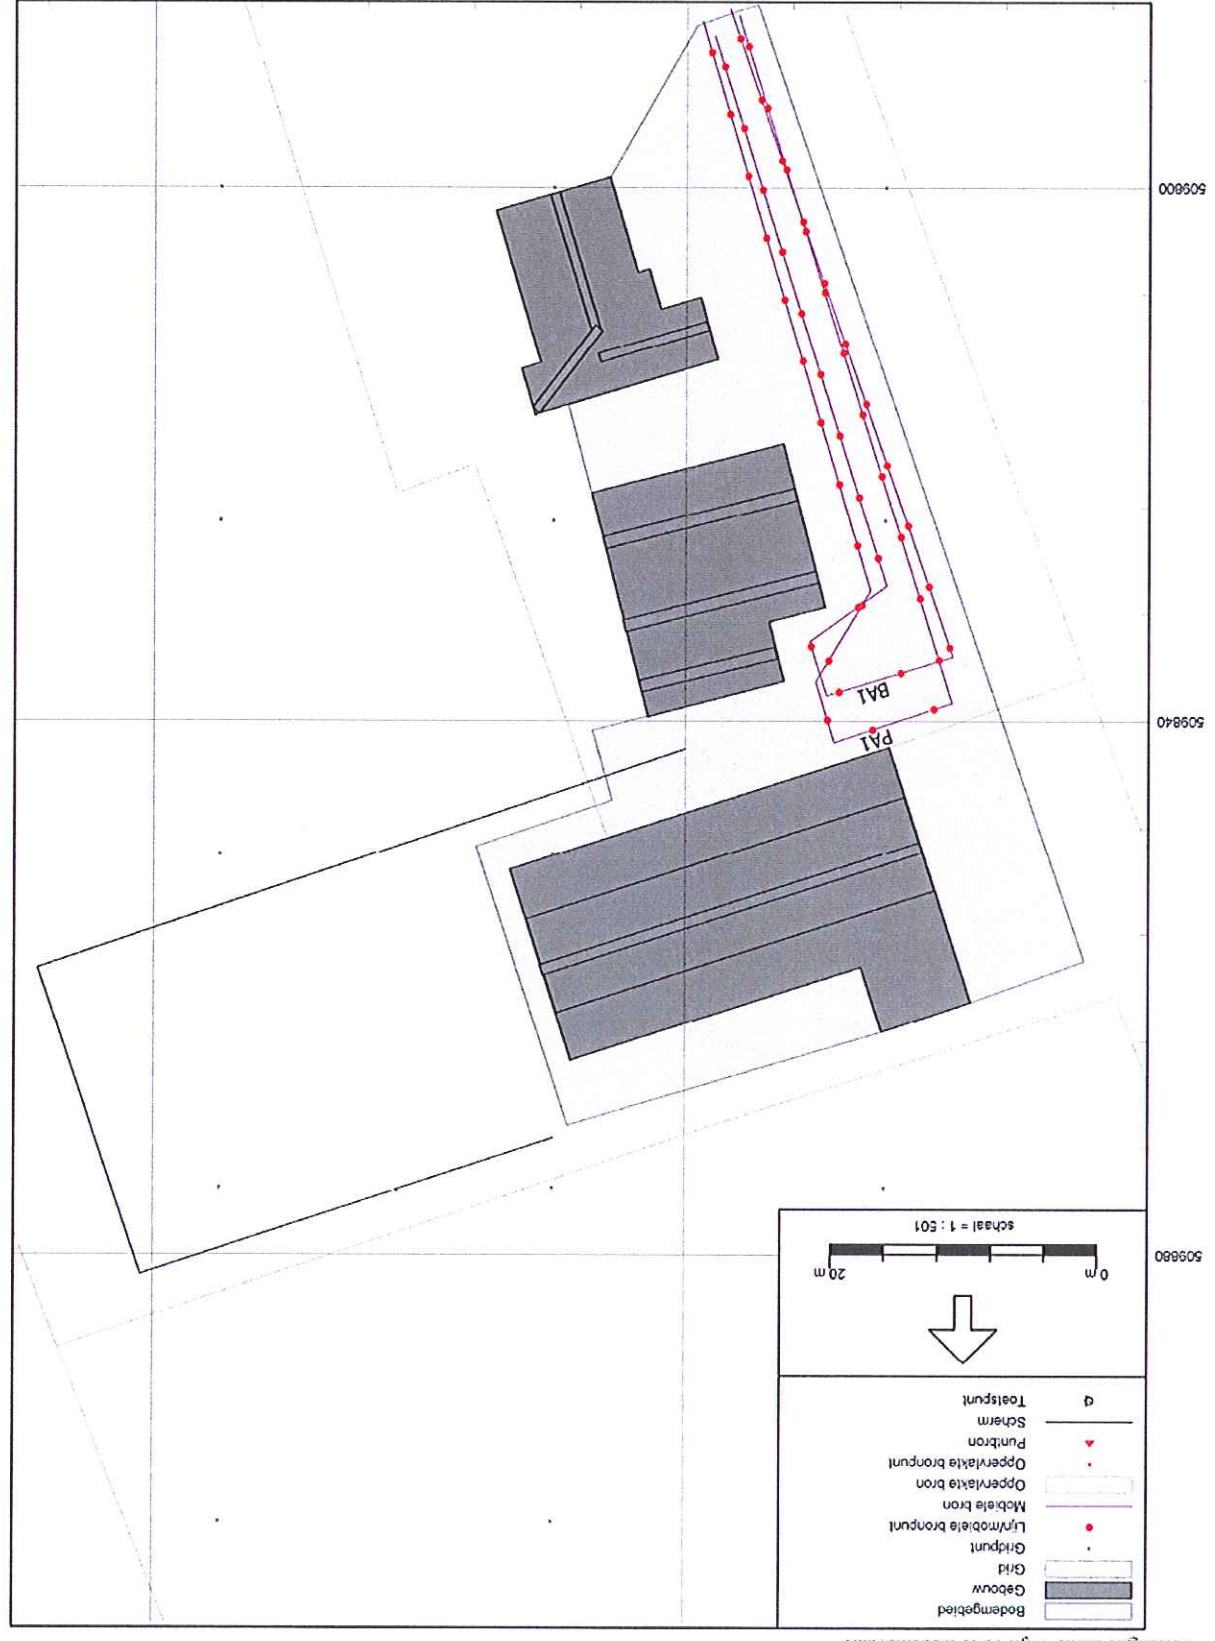 Bodemgebied
Gebouw
Grid
Gridpunt
Lijn/mobiele bronpunt
Mobiele bron
Oppervlakte bron
Oppervlakte bronpunt
Puntbron
Scherm
Toetspunt
0 m
20 m
schaal = 1 : 501
509880
509840
509800
PA1
BA1